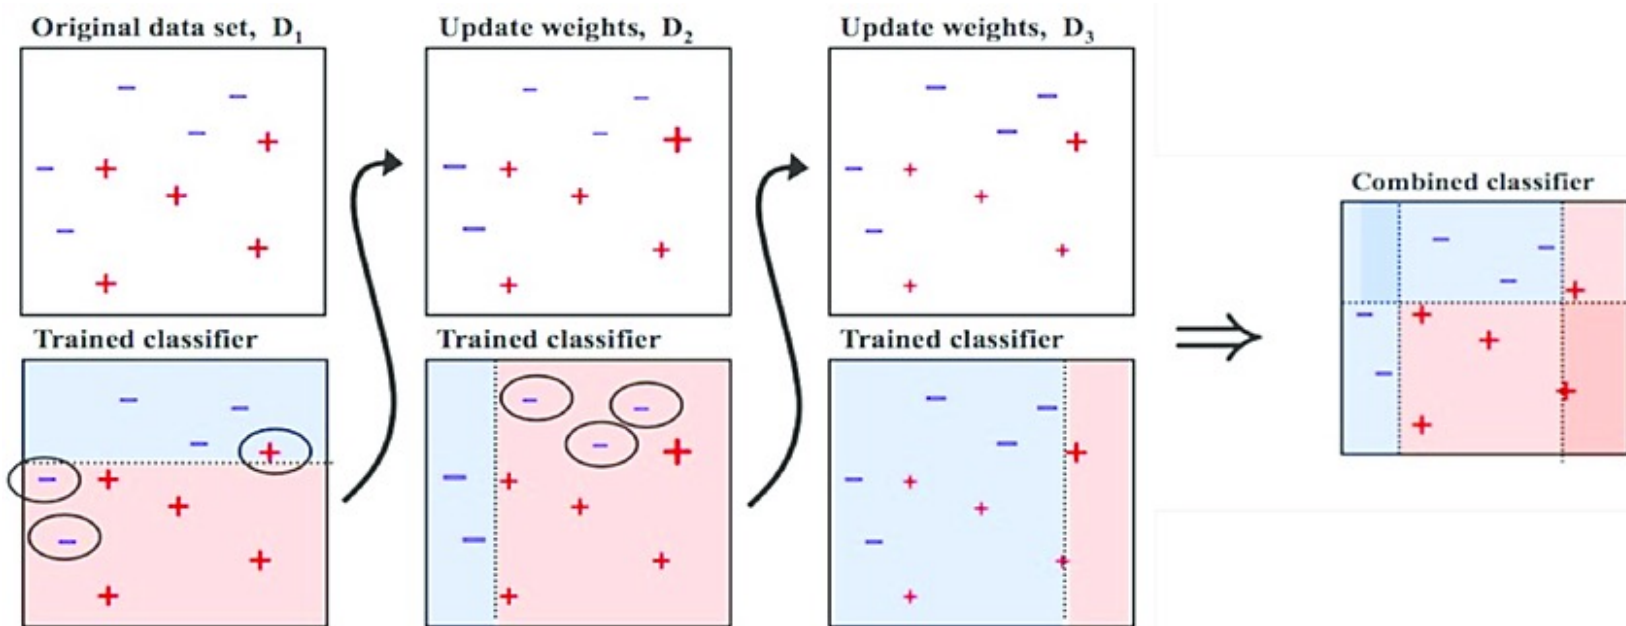 Original data set, D₁
Update weights, D₂
Update weights, D₃
Combined classifier
Trained classifier
Trained classifier
Trained classifier